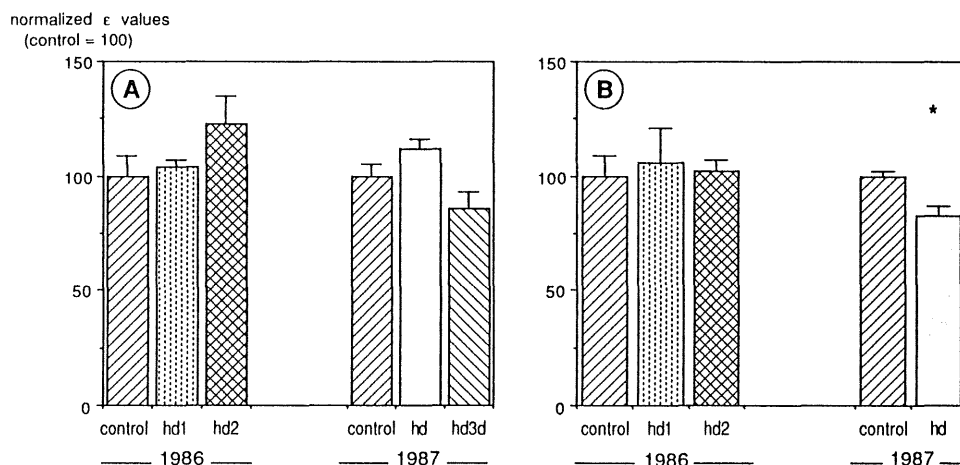 normalized ε values
(control = 100)
A
150
100
50
0
control hd1 hd2 control hd hd3d
1986 1987
B
150
100
50
0
*
control hd1 hd2 control hd
1986 1987